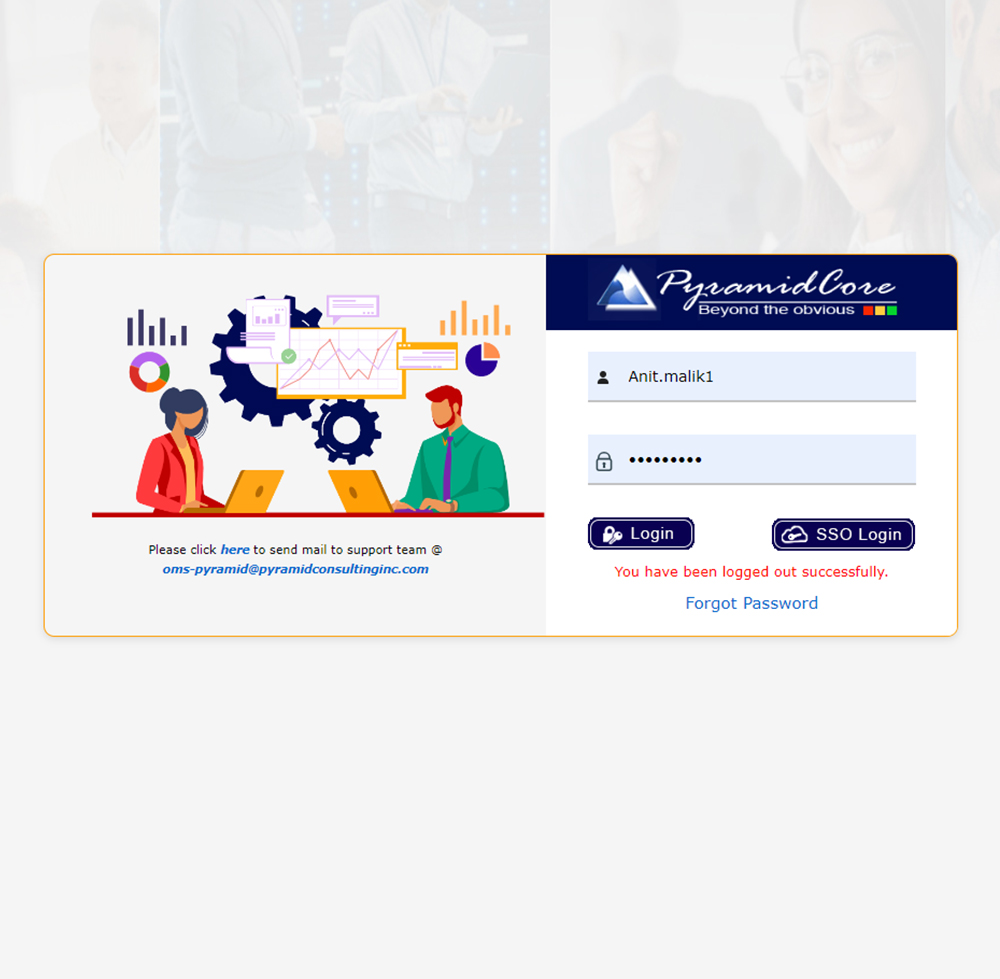 PyramidCore
Beyond the obvious
Anit.malik1
•••••••••
Login
SSO Login
You have been logged out successfully.
Forgot Password
Please click here to send mail to support team @
oms-pyramid@pyramidconsultinginc.com